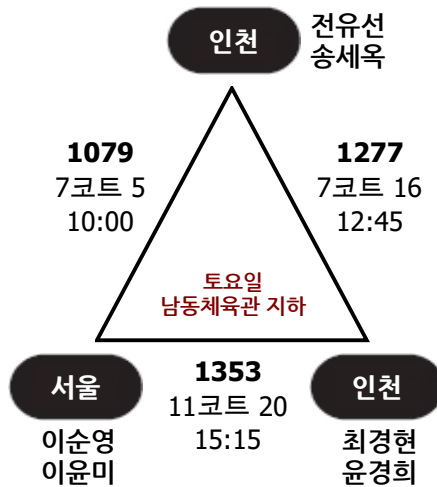 인천
전유선
송세옥
1079
7코트 5
10:00
1277
7코트 16
12:45
토요일
남동체육관 지하
서울
이순영
이윤미
1353
11코트 20
15:15
인천
최경현
윤경희